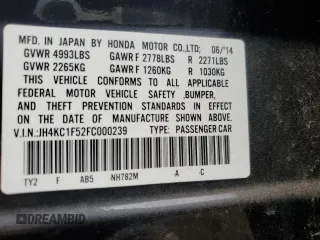 MFD. IN JAPAN BY HONDA MOTOR CO.,LTD. 06/'14
GVWR 4993LBS GAWR F 2778LBS R 2271LBS
GVWR 2265KG GAWR F 1260KG R 1030KG
THIS VEHICLE CONFORMS TO ALL APPLICABLE
FEDERAL MOTOR VEHICLE SAFETY ,BUMPER,
AND THEFT PREVENTION STANDARDS IN EFFECT ON
THE DATE OF MANUFACTURE SHOWN ABOVE.
V.I.N.:JH4KC1F52FC000239 TYPE: PASSENGER CAR
TY2 F AB5 -NH782M -A -C
DREAMBID